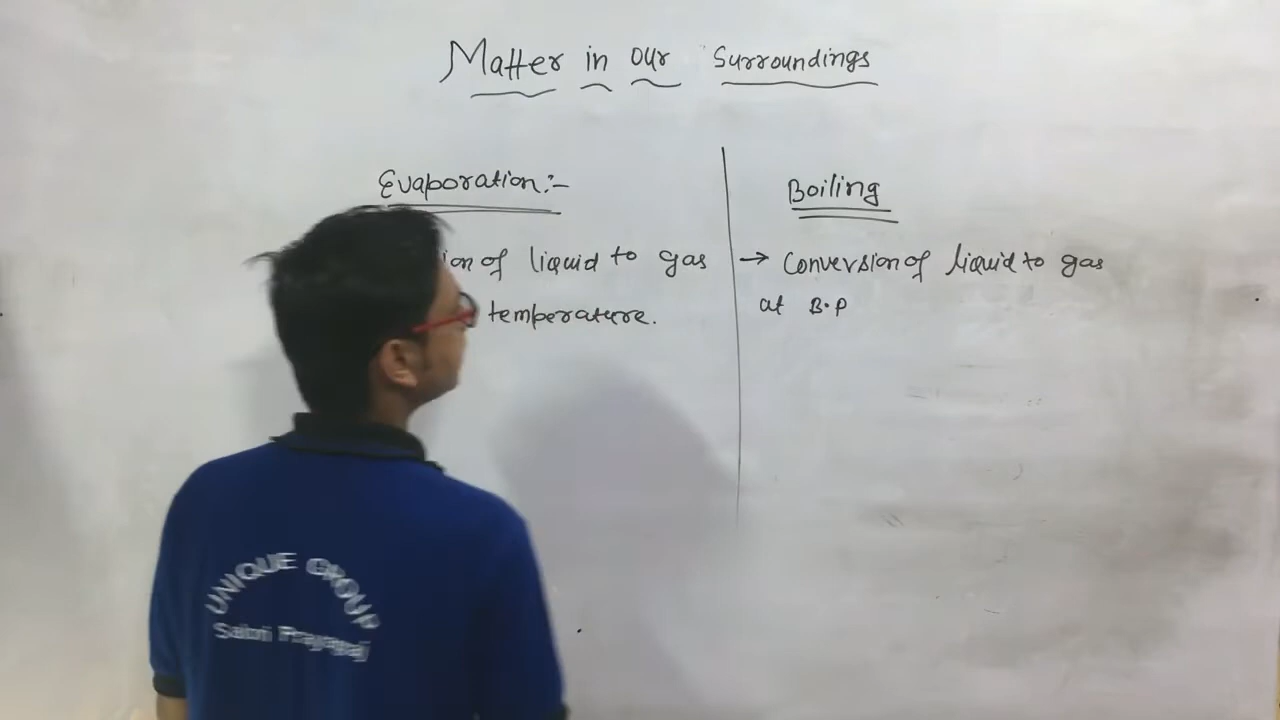 Matter in our Surroundings
Evaporation:-
ion of liquid to gas
temperature.
Boiling
→ Conversion of liquid to gas
at B.P
UNIQUE GROUP